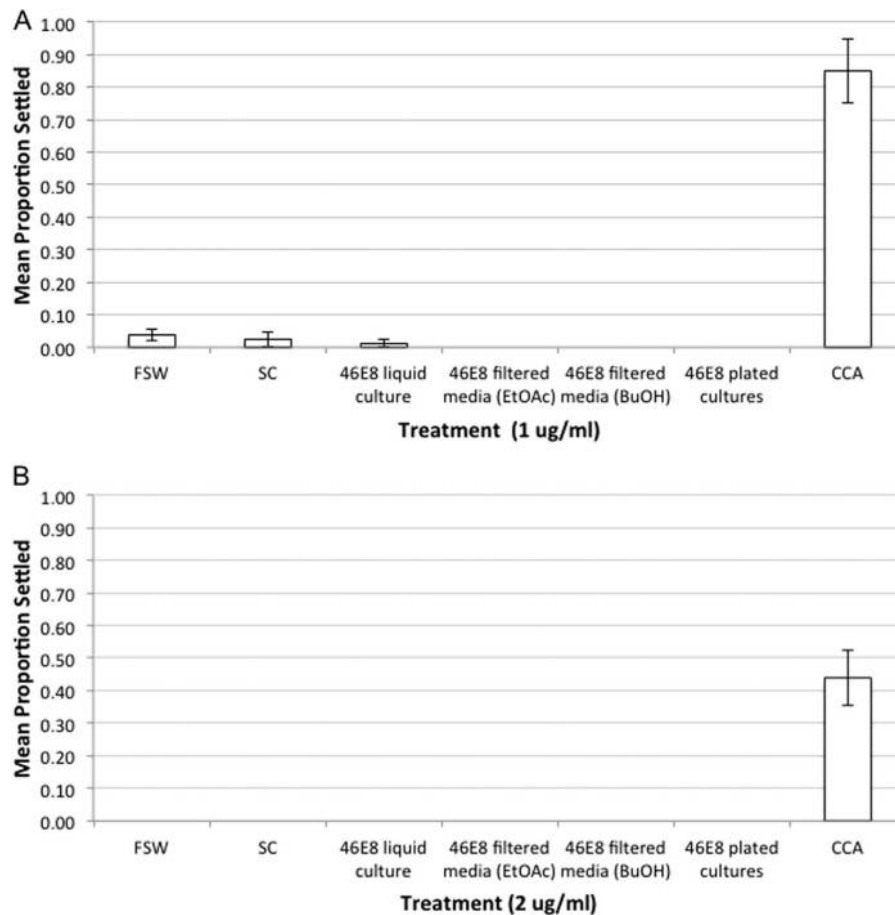 A
Mean Proportion Settled
1.00
0.90
0.80
0.70
0.60
0.50
0.40
0.30
0.20
0.10
0.00
FSW SC 46E8 liquid 46E8 filtered 46E8 filtered 46E8 plated CCA
culture media (EtOAc) media (BuOH) cultures
Treatment (1 ug/ml)
B
Mean Proportion Settled
1.00
0.90
0.80
0.70
0.60
0.50
0.40
0.30
0.20
0.10
0.00
FSW SC 46E8 liquid 46E8 filtered 46E8 filtered 46E8 plated CCA
culture media (EtOAc) media (BuOH) cultures
Treatment (2 ug/ml)